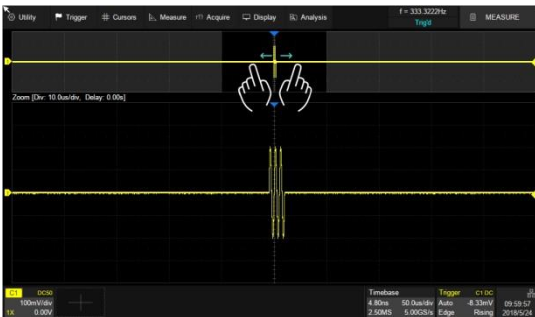 Utility Trigger Cursors Measure Acquire Display Analysis f = 333.3222Hz MEASURE
Trig'd
Zoom [Div: 10.0us/div, Delay: 0.00s]
C1 DC50 Timebase Trigger C1 DC
100mV/div 4.80ns 50.0us/div Auto -8.33mV 09:59:57
1X 0.00V 2.50MS 5.00GS/s Edge Rising 2018/5/24